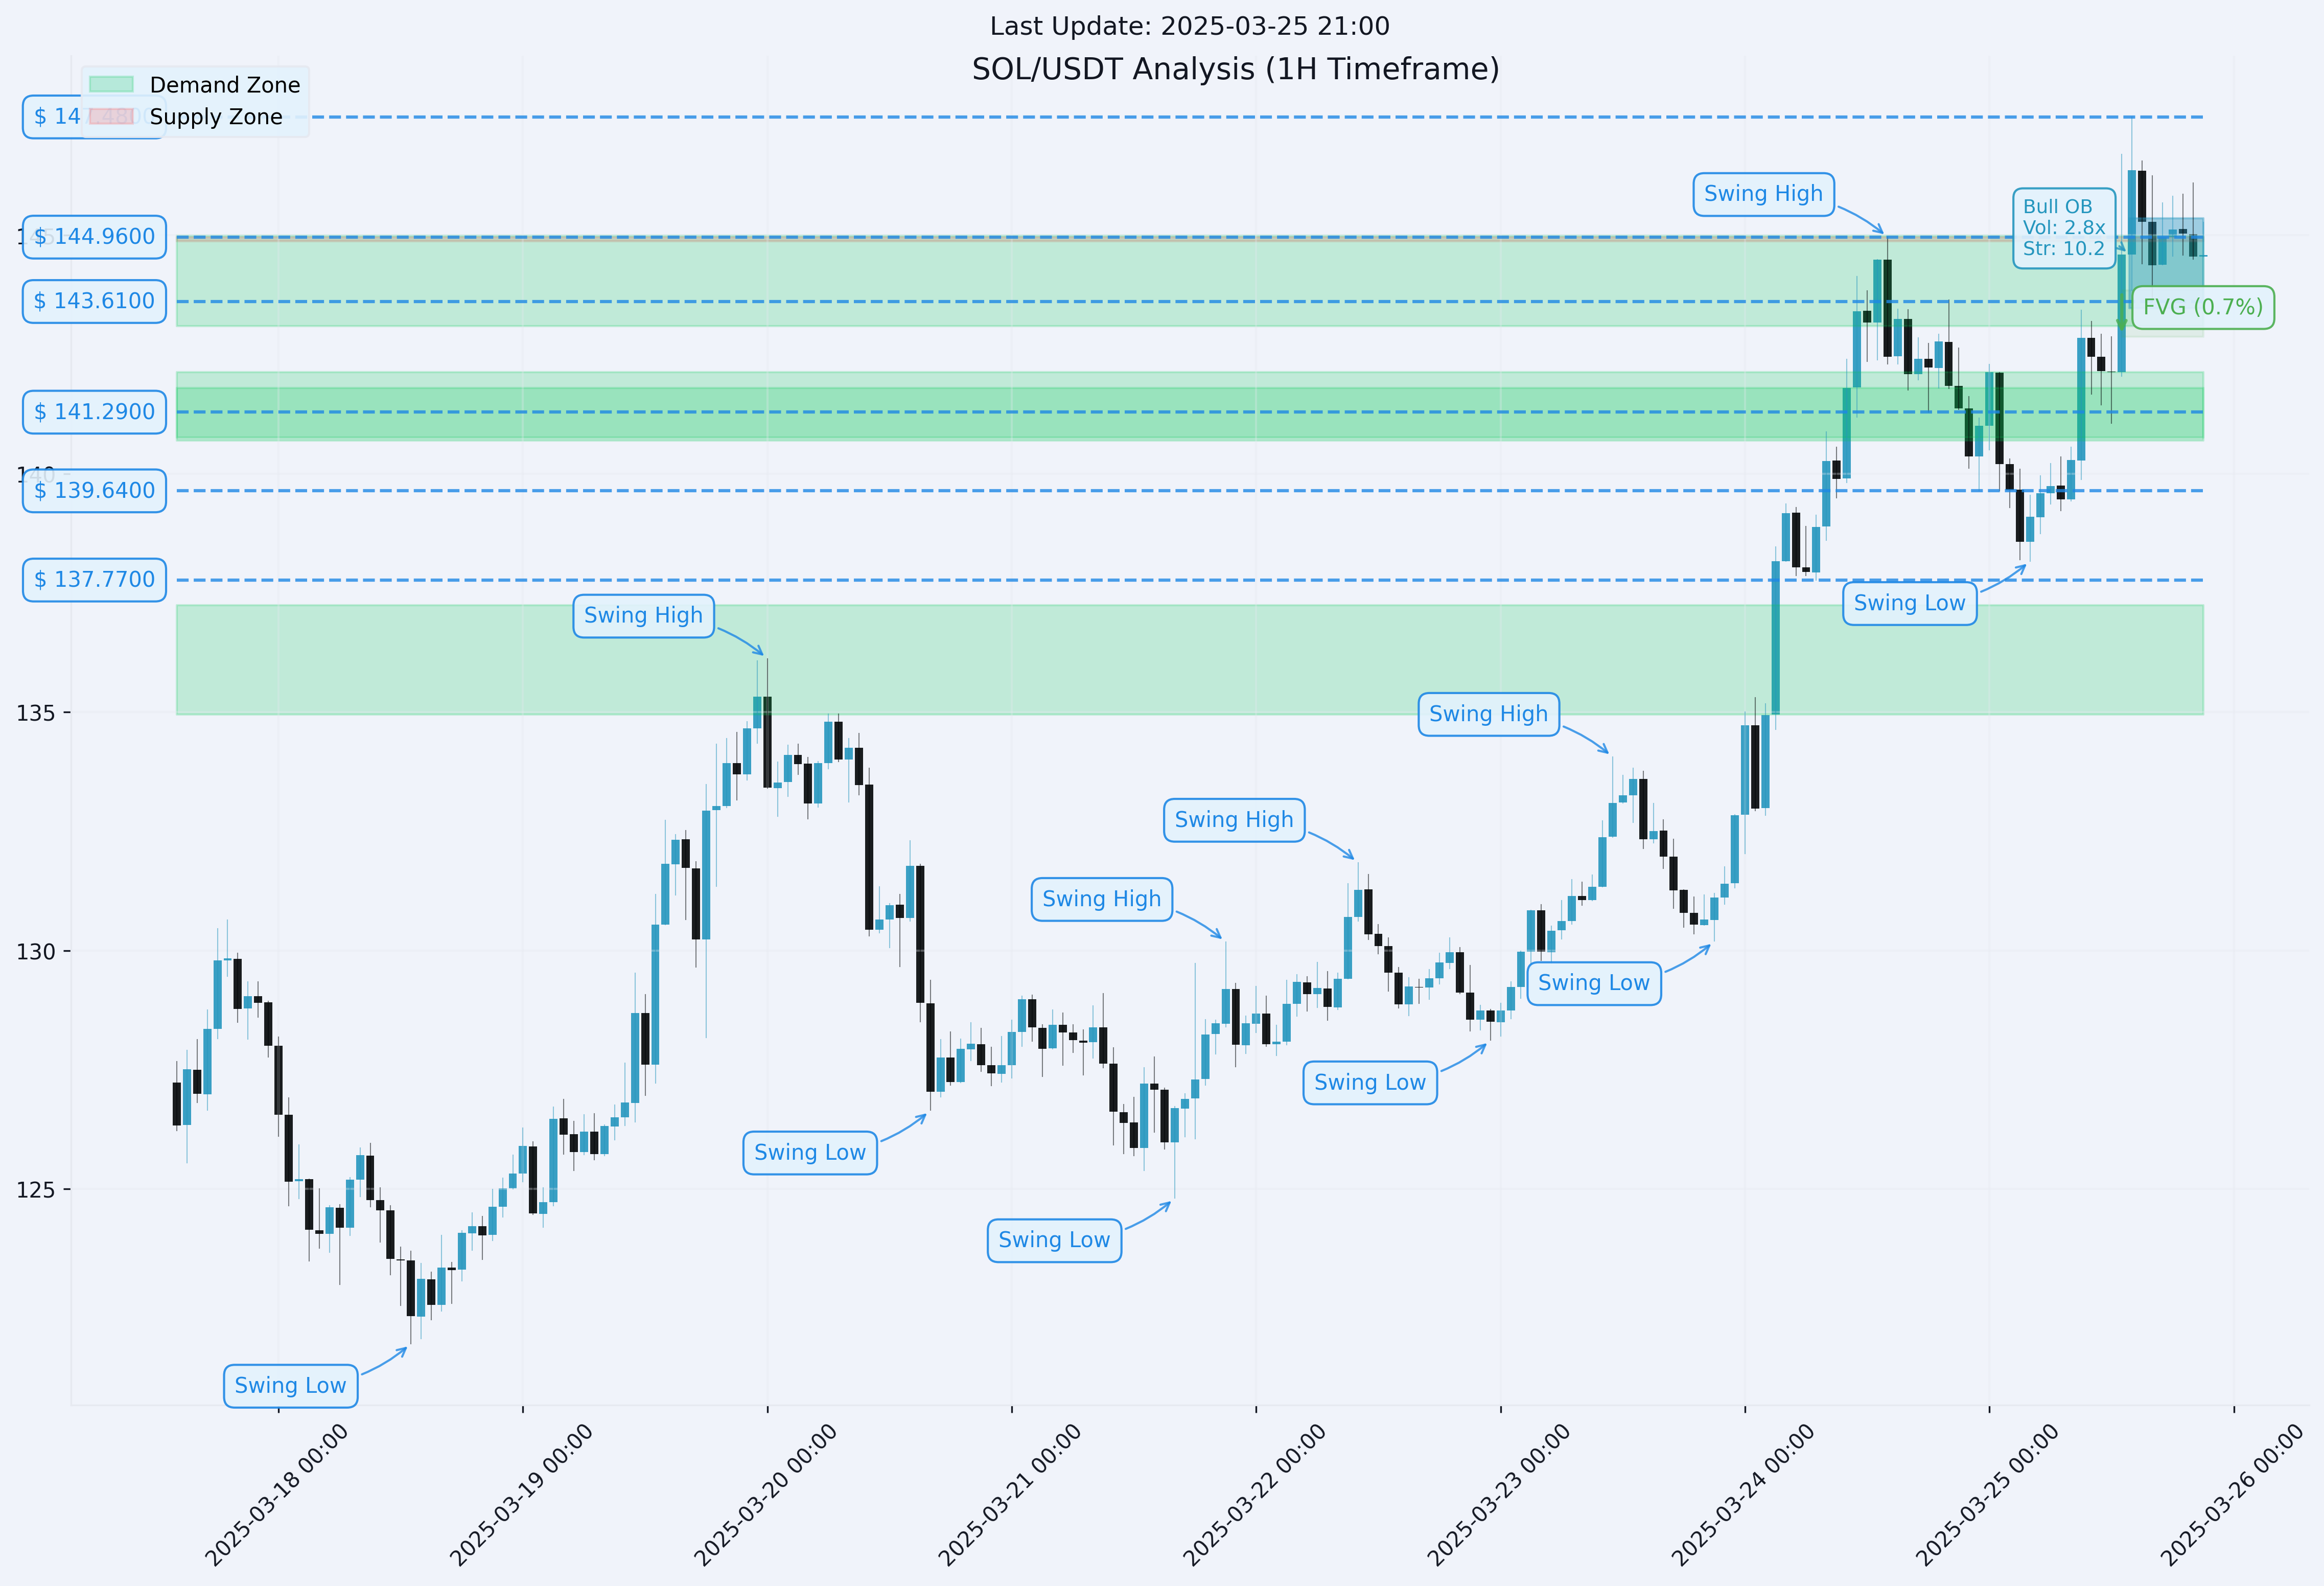 Last Update: 2025-03-25 21:00
SOL/USDT Analysis (1H Timeframe)
Demand Zone
Supply Zone
$ 147.4800
$ 144.9600
$ 143.6100
$ 141.2900
140
$ 139.6400
$ 137.7700
135
130
125
Swing High
Bull OB
Vol: 2.8x
Str: 10.2
FVG (0.7%)
Swing High
Swing Low
Swing High
Swing High
Swing High
Swing Low
Swing Low
Swing Low
Swing Low
Swing Low
2025-03-18 00:00
2025-03-19 00:00
2025-03-20 00:00
2025-03-21 00:00
2025-03-22 00:00
2025-03-23 00:00
2025-03-24 00:00
2025-03-25 00:00
2025-03-26 00:00